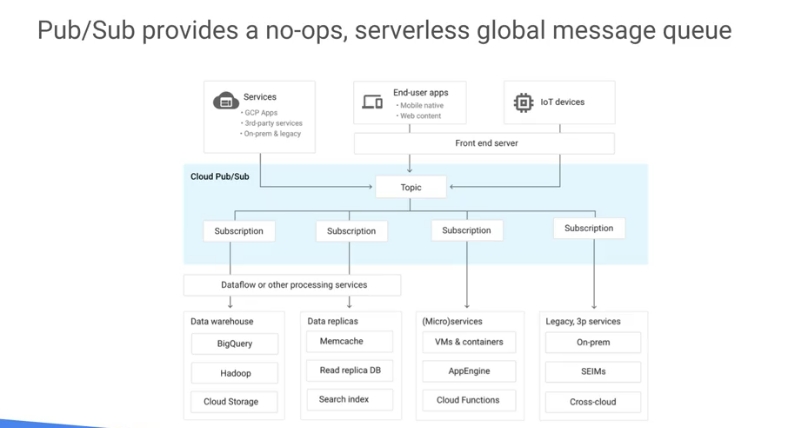 Pub/Sub provides a no-ops, serverless global message queue
Services
• GCP Apps
• 3rd-party services
• On-prem & legacy
End-user apps
• Mobile native
• Web content
IoT devices
Front end server
Cloud Pub/Sub
Topic
Subscription
Subscription
Subscription
Subscription
Dataflow or other processing services
Data warehouse
BigQuery
Hadoop
Cloud Storage
Data replicas
Memcache
Read replica DB
Search index
(Micro)services
VMs & containers
AppEngine
Cloud Functions
Legacy, 3p services
On-prem
SEIMs
Cross-cloud